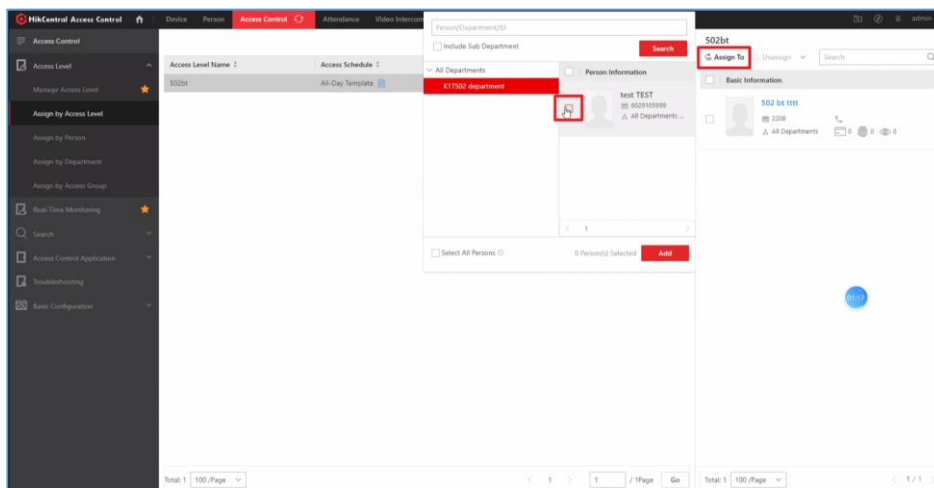 HikCentral Access Control
Device Person Access Control Attendance Video Intercom
admin
Access Control
Access Level
Manage Access Level
Assign by Access Level
Assign by Person
Assign by Department
Assign by Access Group
Real-Time Monitoring
Search
Access Control Application
Troubleshooting
Basic Configuration
Access Level Name Access Schedule
502bt All-Day Template
Person/Department/ID
Include Sub Department Search
All Departments
K1T502 department
Person Information
test TEST
6029105999
All Departments ...
1
Select All Persons 0 Person(s) Selected Add
502bt
Assign To Unassign Search
Basic Information
502 bt tttt
2208
All Departments 0 0 0
01:17
Total: 1 100 /Page 1 1 / 1Page Go
Total: 1 100 /Page 1 / 1